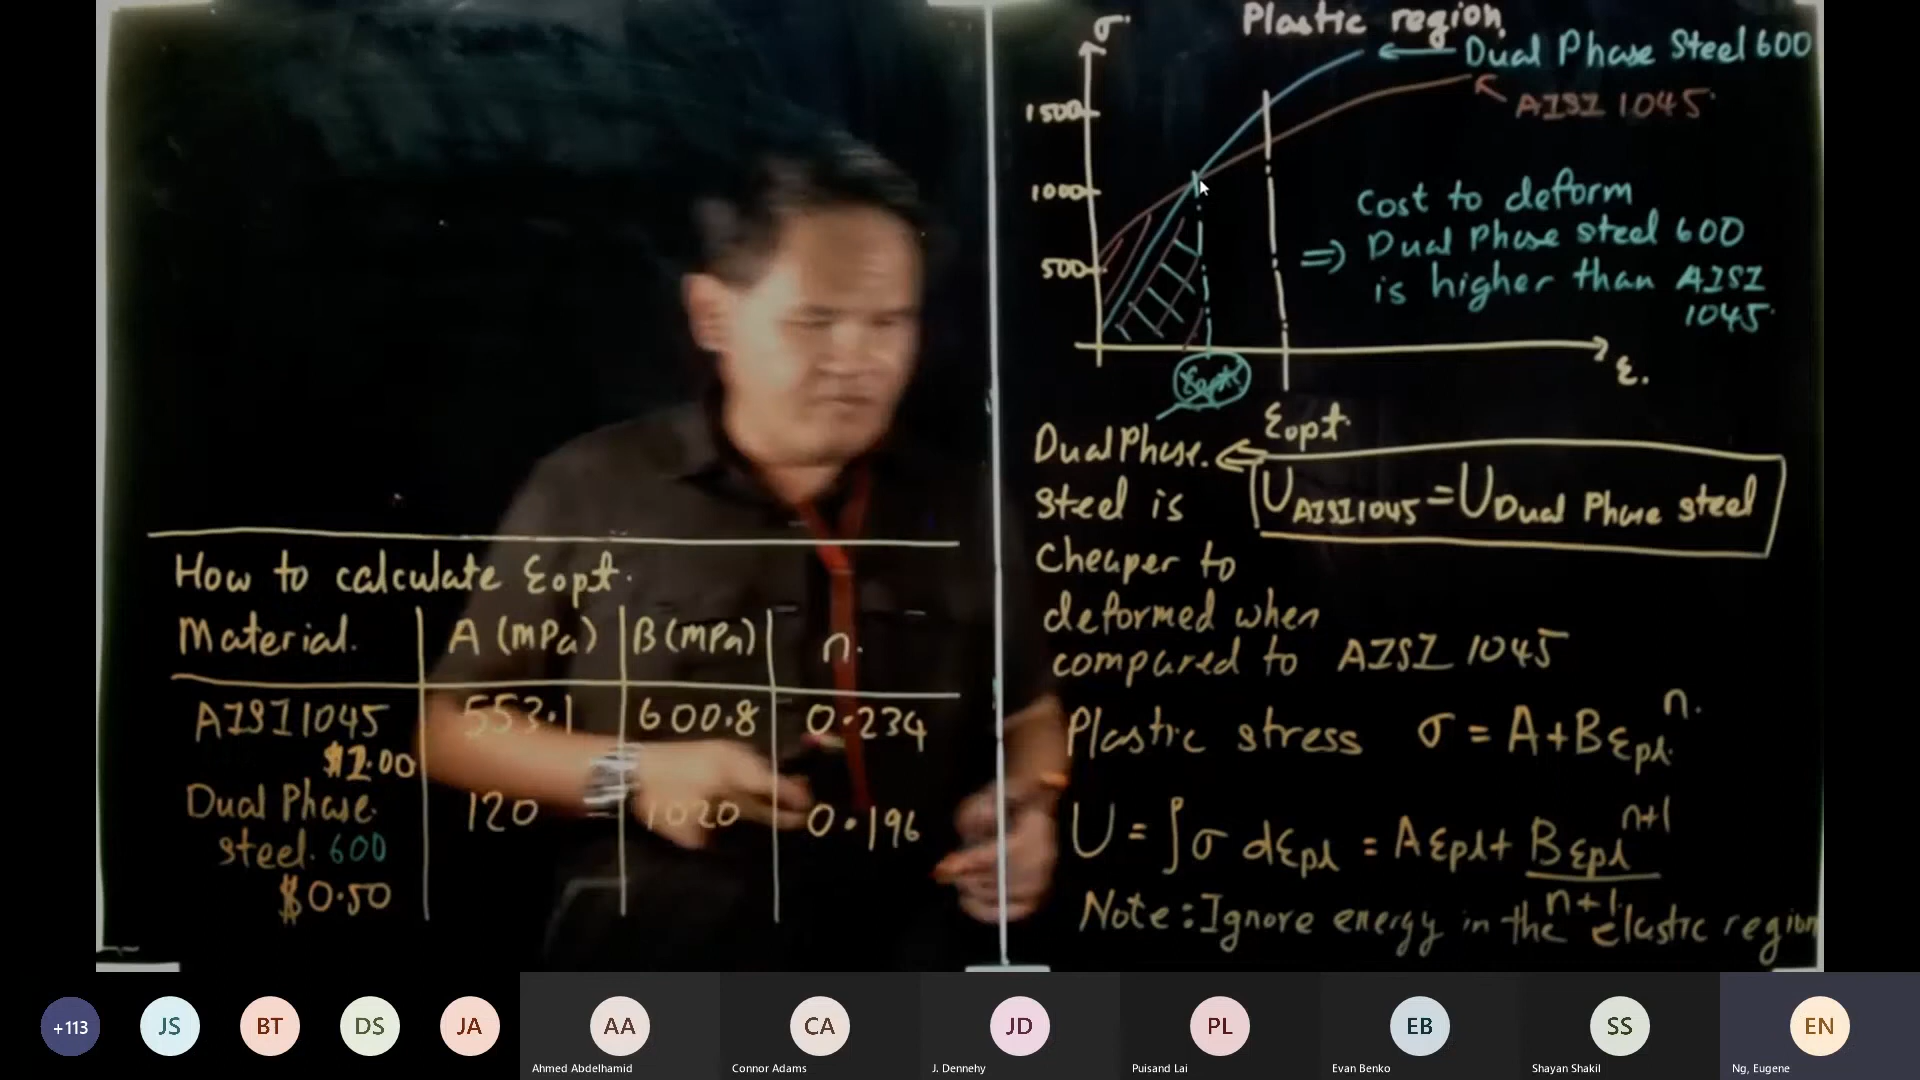 How to calculate εopt.
Material. A (mPa) B (mPa) n.
AISI 1045 553.1 600.8 0.234
$1.00
Dual Phase 120 1020 0.196
steel. 600
$0.50
σ
Plastic region
Dual Phase Steel 600
AISI 1045
1500
1000
500
Cost to deform
⇒ Dual Phase steel 600
is higher than AISI
1045.
ε.
εopt
εopt.
Dual Phase.
steel is
Cheaper to
deformed when
compared to AISI 1045
U AISI1045 = U Dual Phase steel
Plastic stress σ = A + Bεpl^n.
U = ∫σ dεpl = Aεpl + Bεpl^n+1
n+1
Note: Ignore energy in the elastic region
+113
JS
BT
DS
JA
AA
CA
JD
PL
EB
SS
EN
Ahmed Abdelhamid
Connor Adams
J. Dennehy
Puisand Lai
Evan Benko
Shayan Shakil
Ng, Eugene